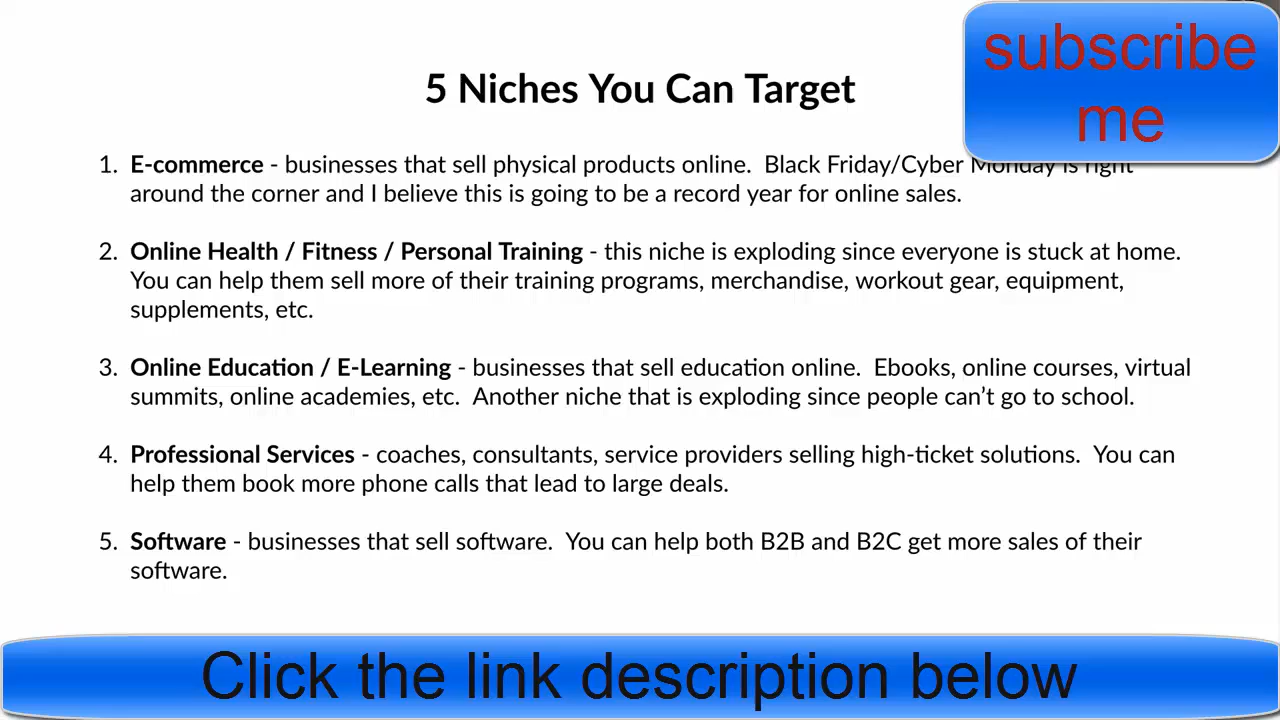 subscribe
me
5 Niches You Can Target
1. E-commerce - businesses that sell physical products online. Black Friday/Cyber Monday is right
around the corner and I believe this is going to be a record year for online sales.
2. Online Health / Fitness / Personal Training - this niche is exploding since everyone is stuck at home.
You can help them sell more of their training programs, merchandise, workout gear, equipment,
supplements, etc.
3. Online Education / E-Learning - businesses that sell education online. Ebooks, online courses, virtual
summits, online academies, etc. Another niche that is exploding since people can’t go to school.
4. Professional Services - coaches, consultants, service providers selling high-ticket solutions. You can
help them book more phone calls that lead to large deals.
5. Software - businesses that sell software. You can help both B2B and B2C get more sales of their
software.
Click the link description below